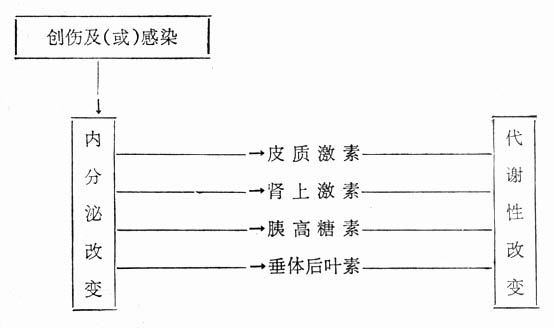 创伤及(或)感染
内分泌改变
皮质激素
肾上激素
胰高糖素
垂体后叶素
代谢性改变